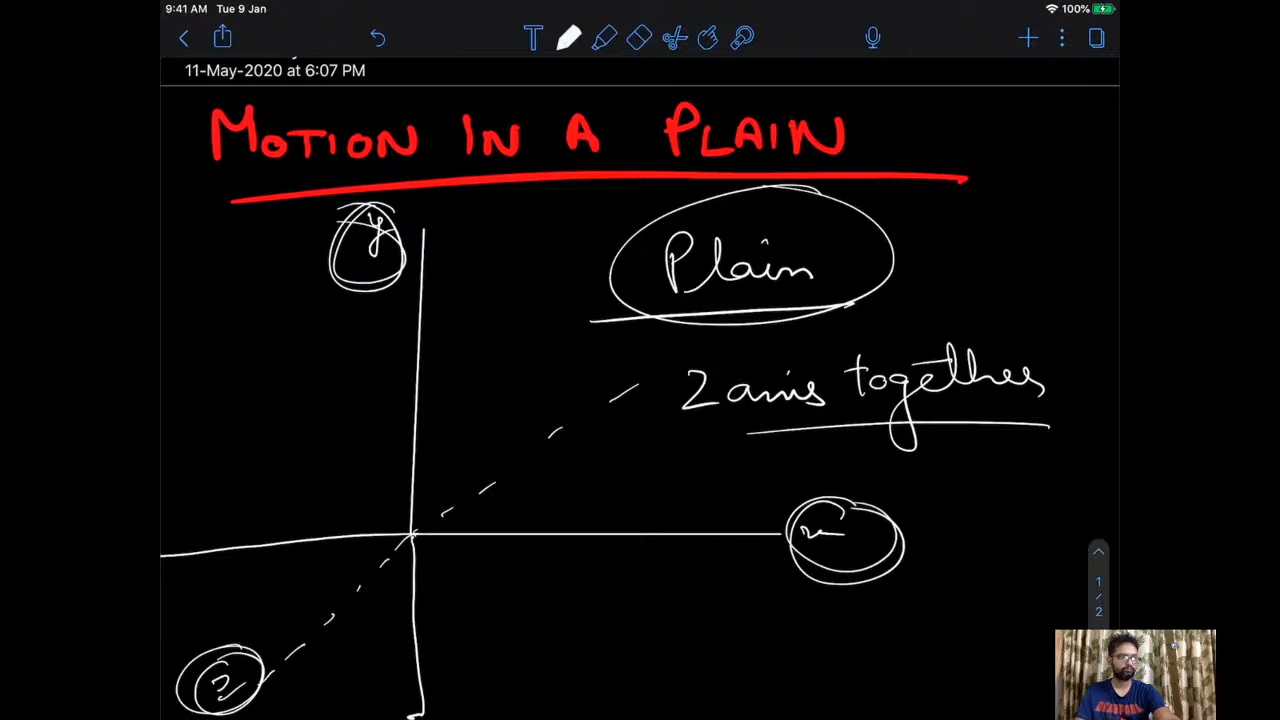 9:41 AM Tue 9 Jan 100%
11-May-2020 at 6:07 PM
MOTION IN A PLAIN
y
Plain
2 axis together
x
z
1
/
2